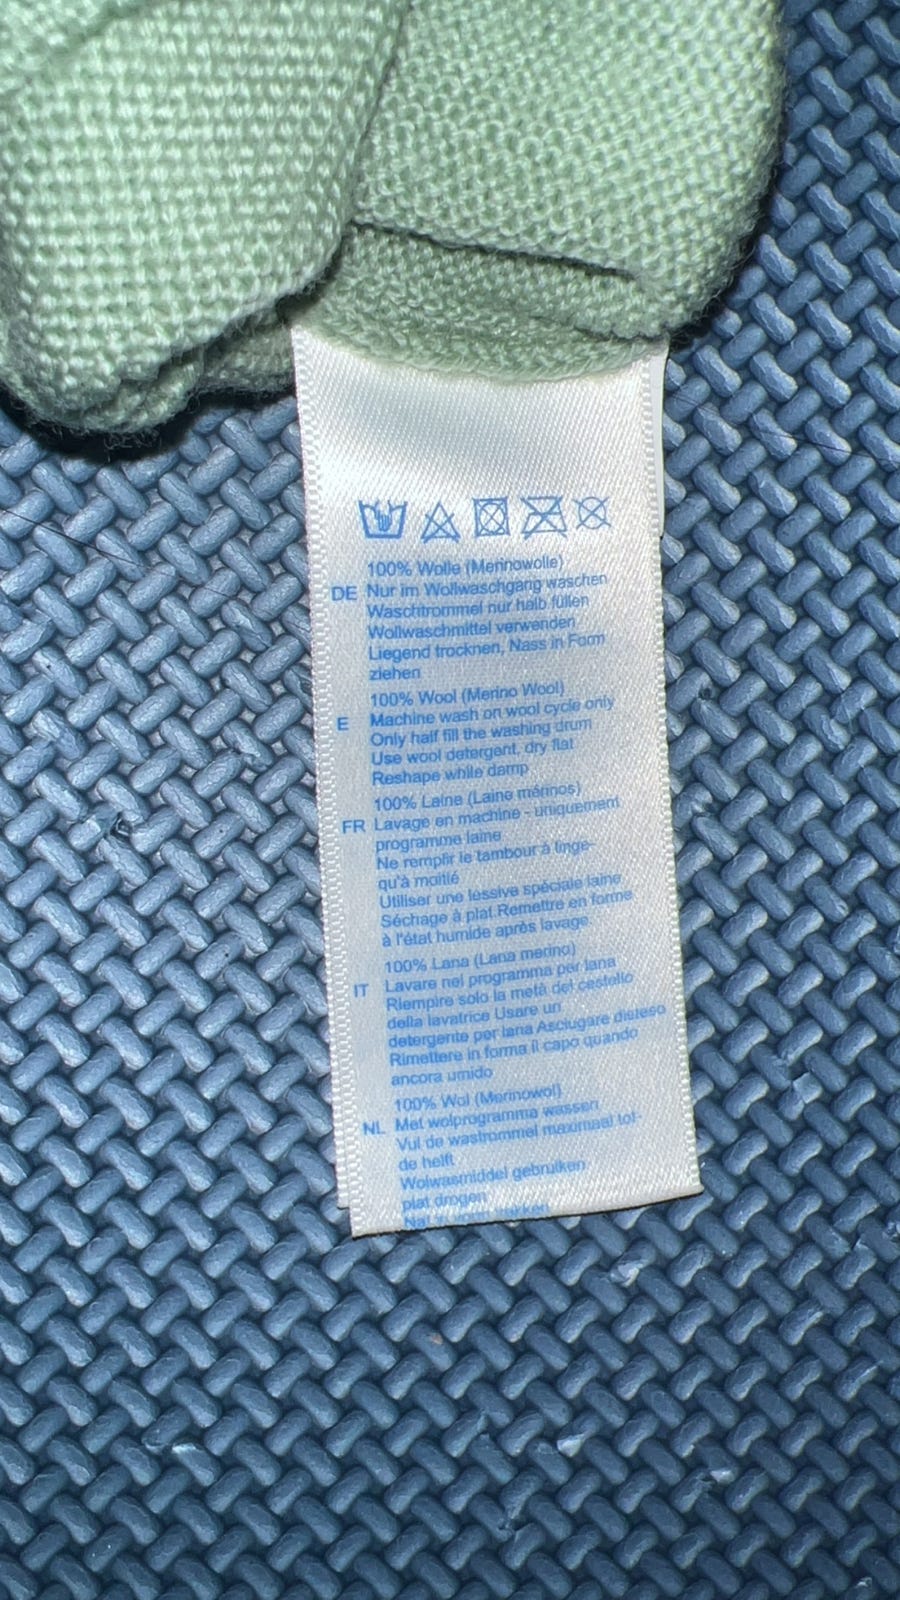 100% Wolle (Merinowolle)
DE Nur im Wollwaschgang waschen
Waschtrommel nur halb füllen
Wollwaschmittel verwenden
Liegend trocknen, Nass in Form
ziehen
100% Wool (Merino Wool)
E Machine wash on wool cycle only
Only half fill the washing drum
Use wool detergent, dry flat
Reshape while damp
100% Laine (Laine mérinos)
FR Lavage en machine - uniquement
programme laine
Ne remplir le tambour à linge-
qu'à moitié
Utiliser une lessive spéciale laine
Séchage à plat Remettre en forme
à l'état humide après lavage.
100% Lana (Lana merino)
IT Lavare nel programma per lana
Riempire solo la metà del cestello
della lavatrice Usare un
detergente per lana Asciugare disteso
Rimettere in forma il capo quando
ancora umido
100% Wol (Merinowol)
NL Met wolprogramma wassen
Vul de wastrommel maximaal tot-
de helft
Wolwasmiddel gebruiken
plat drogen